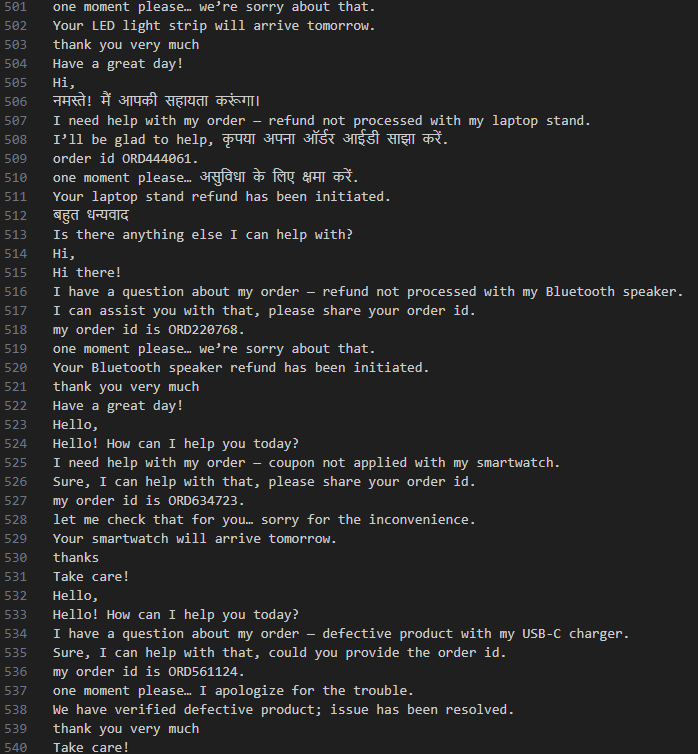 501 one moment please… we’re sorry about that.
502 Your LED light strip will arrive tomorrow.
503 thank you very much
504 Have a great day!
505 Hi,
506 नमस्ते! मैं आपकी सहायता करूंगा।
507 I need help with my order – refund not processed with my laptop stand.
508 I’ll be glad to help, कृपया अपना ऑर्डर आईडी साझा करें.
509 order id ORD444061.
510 one moment please… असुविधा के लिए क्षमा करें.
511 Your laptop stand refund has been initiated.
512 बहुत धन्यवाद
513 Is there anything else I can help with?
514 Hi,
515 Hi there!
516 I have a question about my order – refund not processed with my Bluetooth speaker.
517 I can assist you with that, please share your order id.
518 my order id is ORD220768.
519 one moment please… we’re sorry about that.
520 Your Bluetooth speaker refund has been initiated.
521 thank you very much
522 Have a great day!
523 Hello,
524 Hello! How can I help you today?
525 I need help with my order – coupon not applied with my smartwatch.
526 Sure, I can help with that, please share your order id.
527 my order id is ORD634723.
528 let me check that for you… sorry for the inconvenience.
529 Your smartwatch will arrive tomorrow.
530 thanks
531 Take care!
532 Hello,
533 Hello! How can I help you today?
534 I have a question about my order – defective product with my USB-C charger.
535 Sure, I can help with that, could you provide the order id.
536 my order id is ORD561124.
537 one moment please… I apologize for the trouble.
538 We have verified defective product; issue has been resolved.
539 thank you very much
540 Take care!